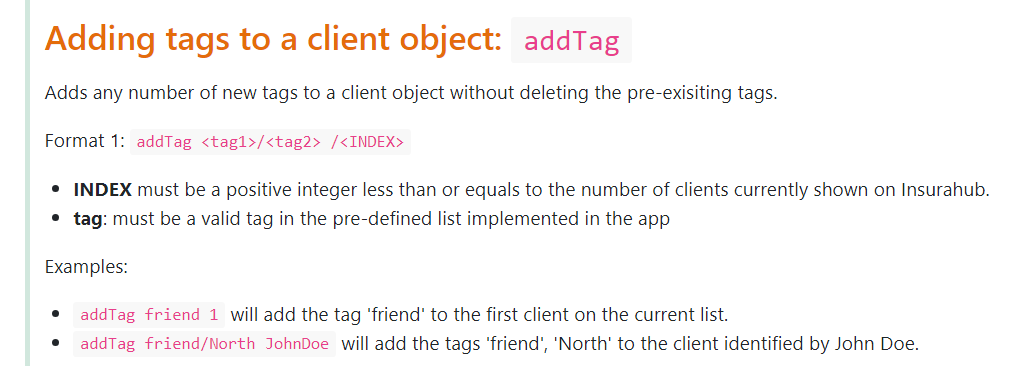 Adding tags to a client object: addTag
Adds any number of new tags to a client object without deleting the pre-exisiting tags.
Format 1: addTag <tag1>/<tag2> /<INDEX>
• INDEX must be a positive integer less than or equals to the number of clients currently shown on Insurahub.
• tag: must be a valid tag in the pre-defined list implemented in the app
Examples:
• addTag friend 1 will add the tag 'friend' to the first client on the current list.
• addTag friend/North JohnDoe will add the tags 'friend', 'North' to the client identified by John Doe.